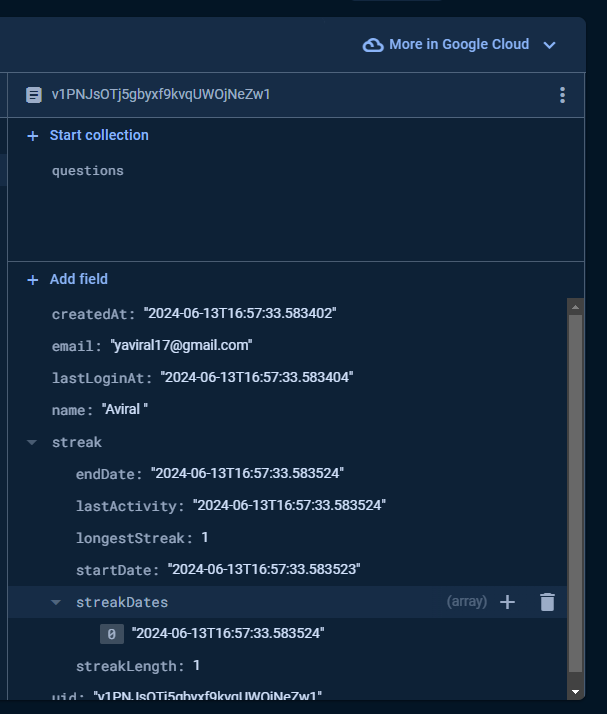 More in Google Cloud
v1PNJsOTj5gbyxf9kvqUWOjNeZw1
+ Start collection
questions
+ Add field
createdAt: "2024-06-13T16:57:33.583402"
email: "yaviral17@gmail.com"
lastLoginAt: "2024-06-13T16:57:33.583404"
name: "Aviral "
streak
endDate: "2024-06-13T16:57:33.583524"
lastActivity: "2024-06-13T16:57:33.583524"
longestStreak: 1
startDate: "2024-06-13T16:57:33.583523"
streakDates (array)
0 "2024-06-13T16:57:33.583524"
streakLength: 1
uid: "v1PNJsOTj5gbyxf9kvqUWOjNeZw1"